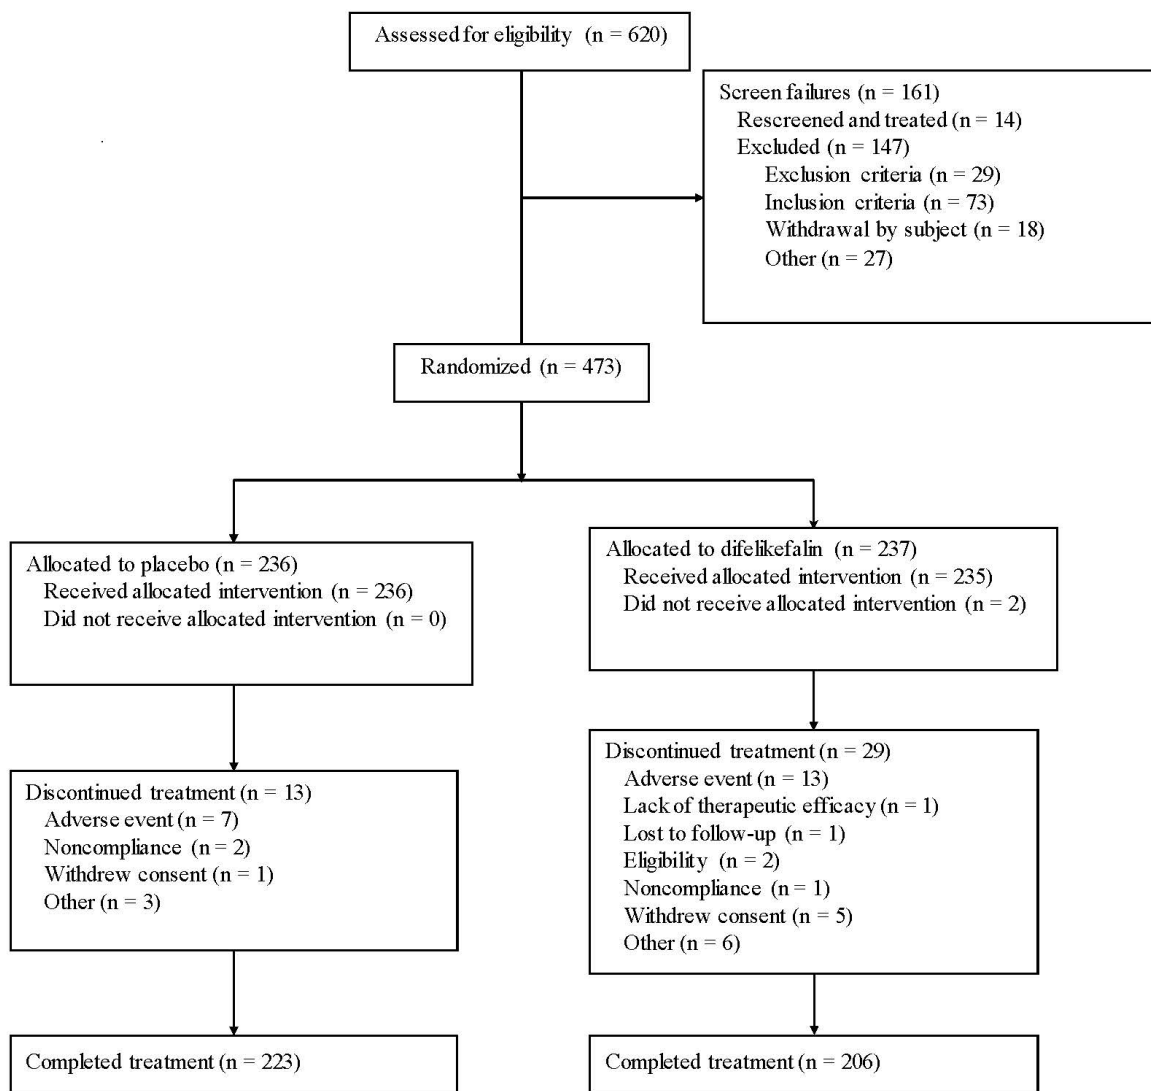 Assessed for eligibility (n = 620)
Screen failures (n = 161)
Rescreened and treated (n = 14)
Excluded (n = 147)
Exclusion criteria (n = 29)
Inclusion criteria (n = 73)
Withdrawal by subject (n = 18)
Other (n = 27)
Randomized (n = 473)
Allocated to placebo (n = 236)
Received allocated intervention (n = 236)
Did not receive allocated intervention (n = 0)
Allocated to difelikefalin (n = 237)
Received allocated intervention (n = 235)
Did not receive allocated intervention (n = 2)
Discontinued treatment (n = 13)
Adverse event (n = 7)
Noncompliance (n = 2)
Withdrew consent (n = 1)
Other (n = 3)
Discontinued treatment (n = 29)
Adverse event (n = 13)
Lack of therapeutic efficacy (n = 1)
Lost to follow-up (n = 1)
Eligibility (n = 2)
Noncompliance (n = 1)
Withdrew consent (n = 5)
Other (n = 6)
Completed treatment (n = 223)
Completed treatment (n = 206)